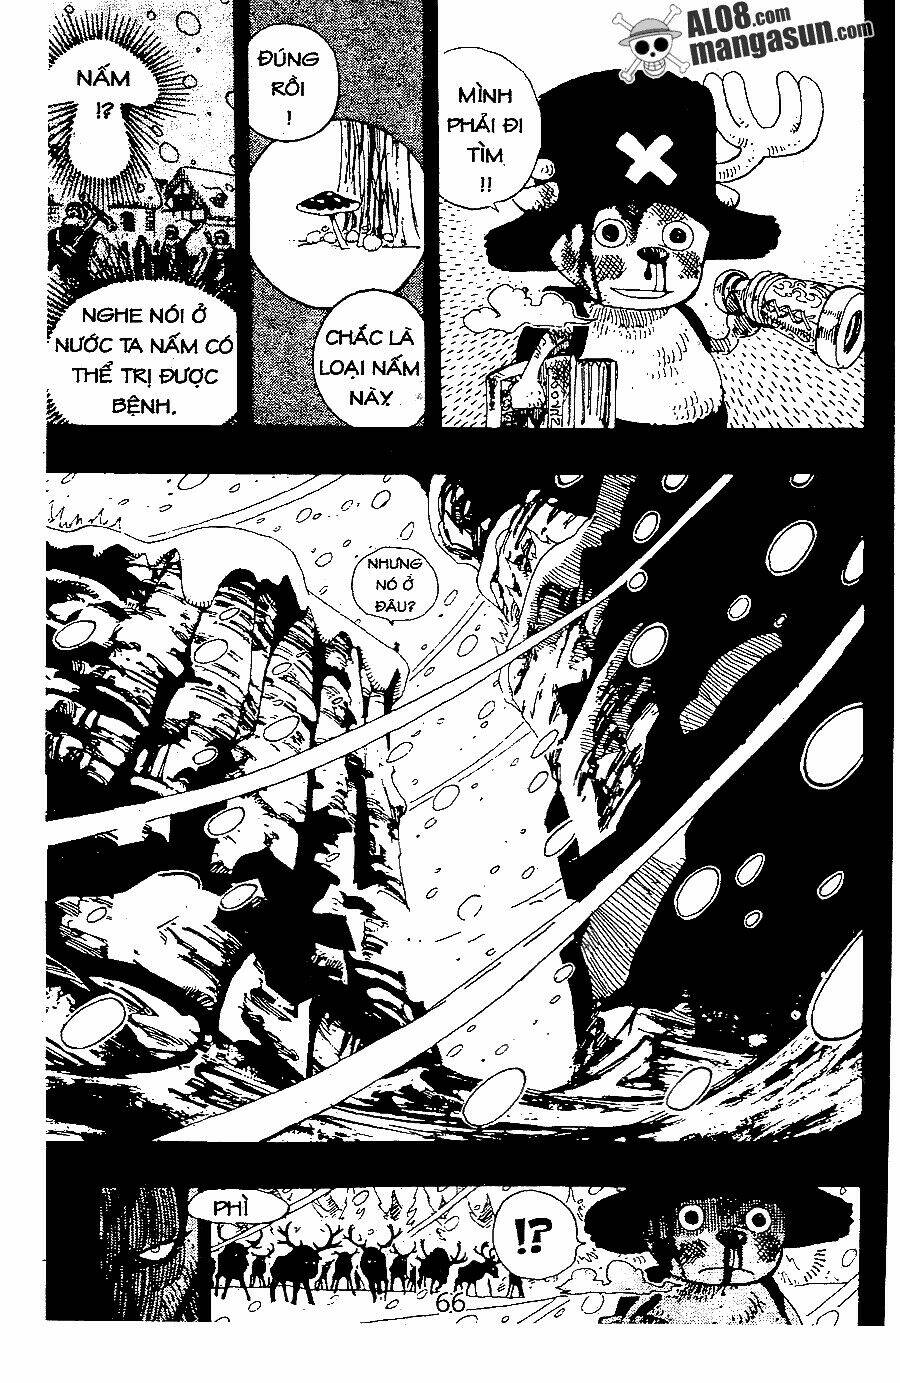 AL08.com
mangasun.com
NẤM
!?
NGHE NÓI Ở
NƯỚC TA NẤM CÓ
THỂ TRỊ ĐƯỢC
BỆNH.
ĐÚNG
RỒI
!
CHẮC LÀ
LOẠI NẤM
NÀY.
MÌNH
PHẢI ĐI
TÌM
!!
NHƯNG
NÓ Ở
ĐÂU?
PHÌ
!?
66